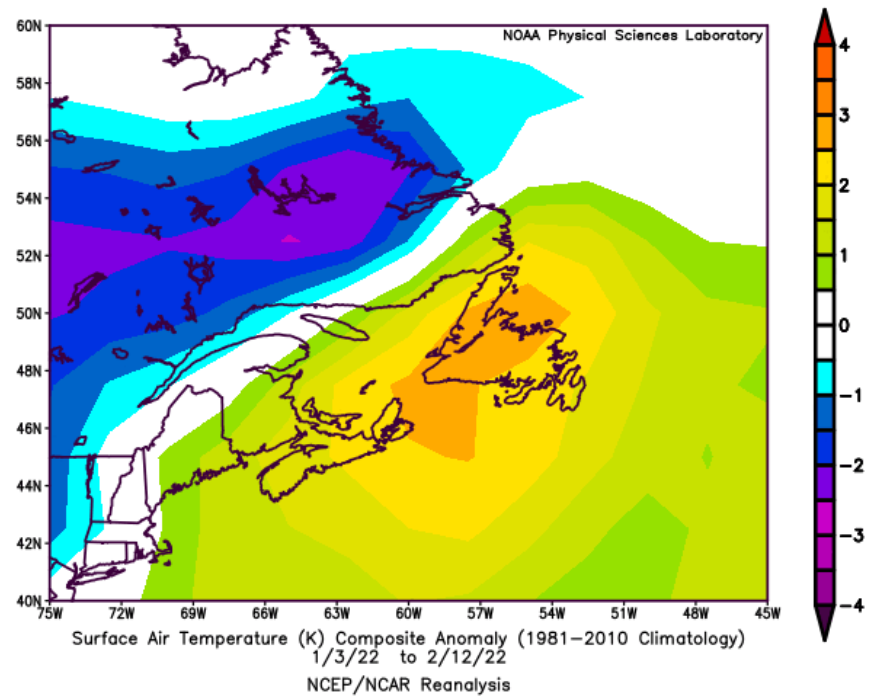 NOAA Physical Sciences Laboratory
60N
58N
56N
54N
52N
50N
48N
46N
44N
42N
40N
75W 72W 69W 66W 63W 60W 57W 54W 51W 48W 45W
4
3
2
1
0
-1
-2
-3
-4
Surface Air Temperature (K) Composite Anomaly (1981-2010 Climatology)
1/3/22 to 2/12/22
NCEP/NCAR Reanalysis